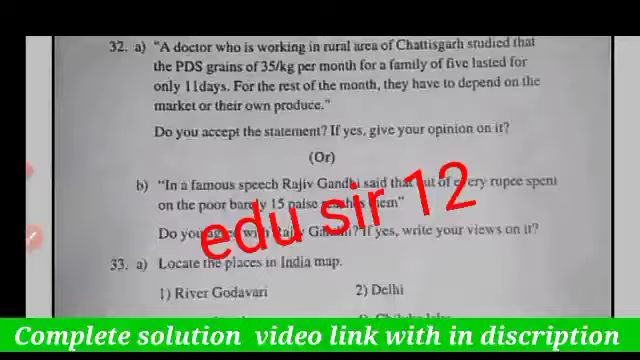 32. a) "A doctor who is working in rural area of Chattisgarh studied that
the PDS grains of 35/kg per month for a family of five lasted for
only 11days. For the rest of the month, they have to depend on the
market or their own produce."
Do you accept the statement? If yes, give your opinion on it?
(Or)
b) "In a famous speech Rajiv Gandhi said that out of every rupee spent
on the poor barely 15 paise them"
Do you with Rajiv Gandhi? If yes, write your views on it?
edu sir 12
33. a) Locate the places in India map.
1) River Godavari 2) Delhi
Complete solution video link with in discription